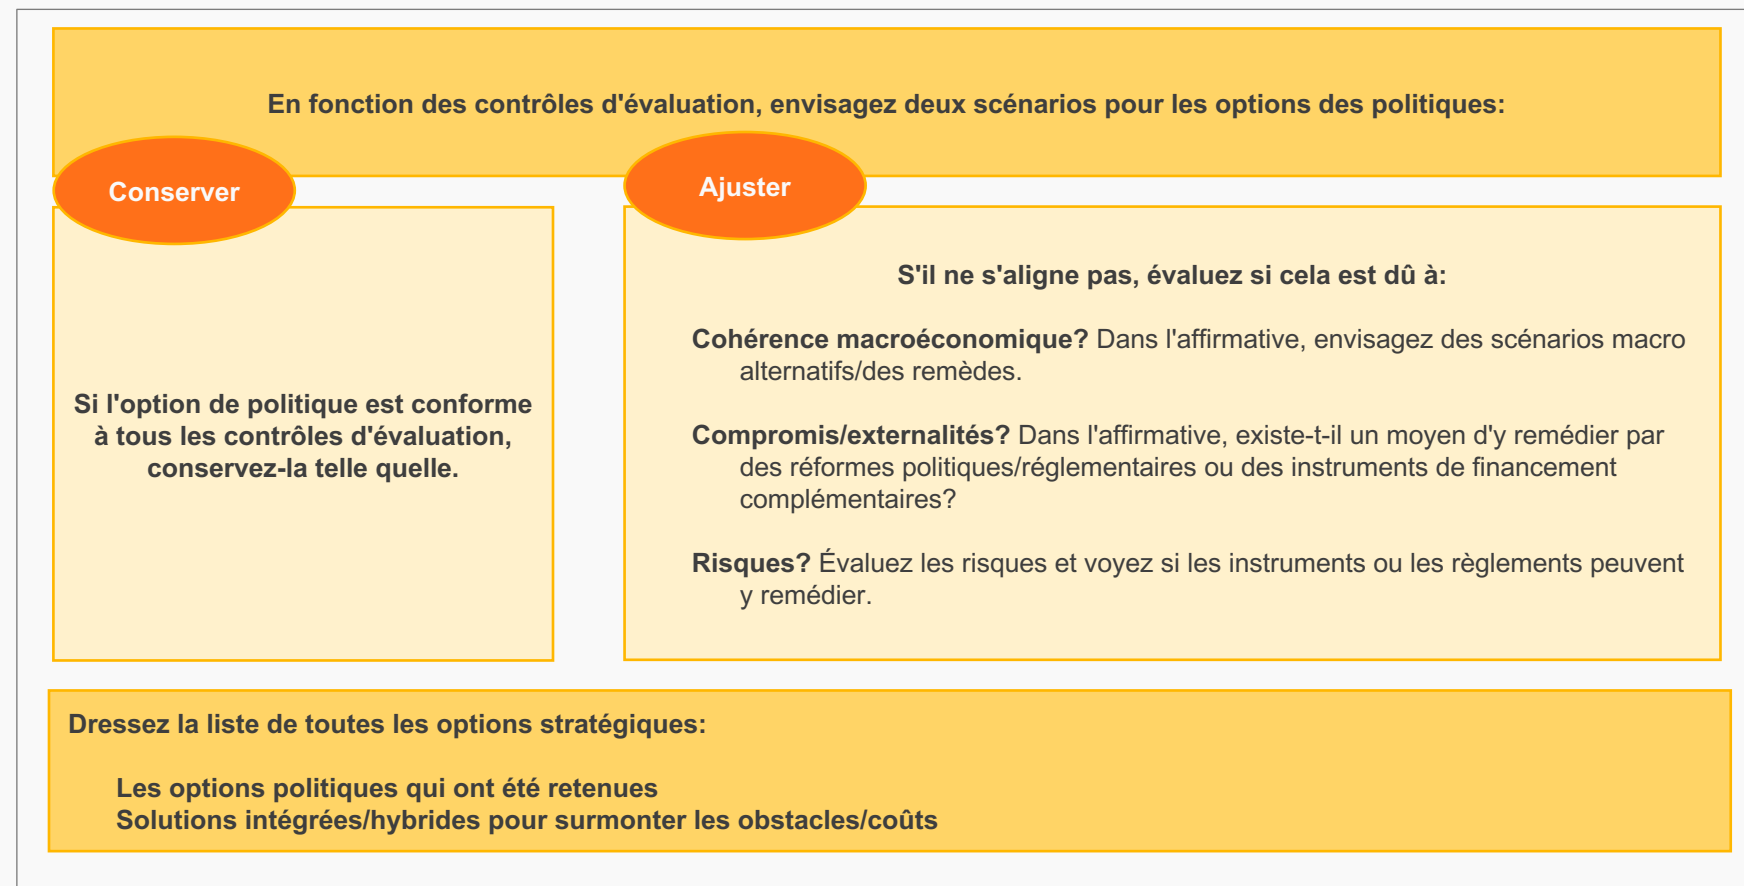 En fonction des contrôles d'évaluation, envisagez deux scénarios pour les options des politiques:
Conserver
Si l'option de politique est conforme
à tous les contrôles d'évaluation,
conservez-la telle quelle.
Ajuster
S'il ne s'aligne pas, évaluez si cela est dû à:
Cohérence macroéconomique? Dans l'affirmative, envisagez des scénarios macro
alternatifs/des remèdes.
Compromis/externalités? Dans l'affirmative, existe-t-il un moyen d'y remédier par
des réformes politiques/réglementaires ou des instruments de financement
complémentaires?
Risques? Évaluez les risques et voyez si les instruments ou les règlements peuvent
y remédier.
Dressez la liste de toutes les options stratégiques:
Les options politiques qui ont été retenues
Solutions intégrées/hybrides pour surmonter les obstacles/coûts